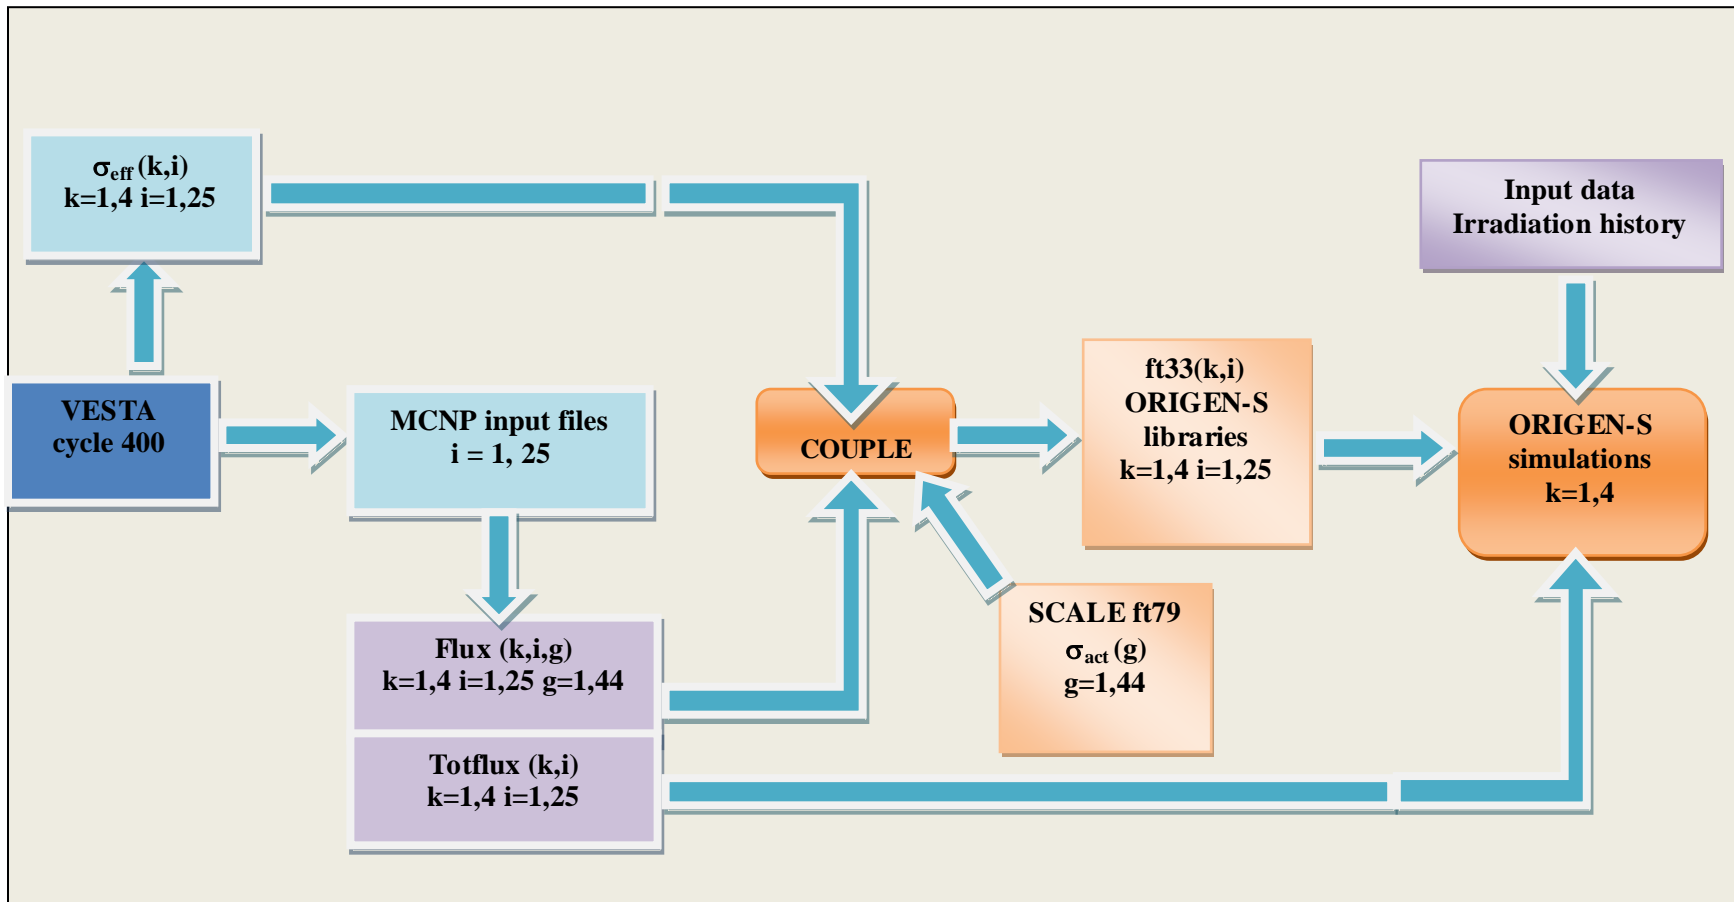 σeff (k,i)
k=1,4 i=1,25
Input data
Irradiation history
VESTA
cycle 400
MCNP input files
i = 1, 25
COUPLE
ft33(k,i)
ORIGEN-S
libraries
k=1,4 i=1,25
ORIGEN-S
simulations
k=1,4
Flux (k,i,g)
k=1,4 i=1,25 g=1,44
Totflux (k,i)
k=1,4 i=1,25
SCALE ft79
σact (g)
g=1,44